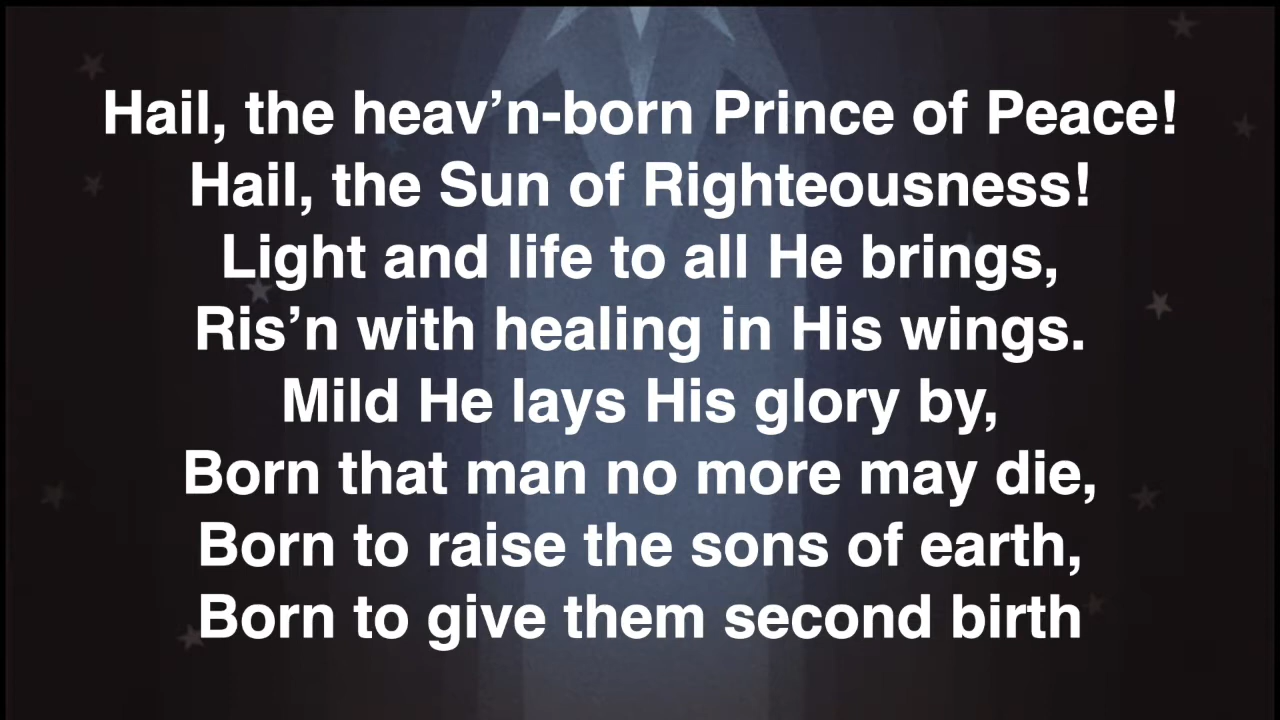 Hail, the heav’n-born Prince of Peace!
Hail, the Sun of Righteousness!
Light and life to all He brings,
Ris’n with healing in His wings.
Mild He lays His glory by,
Born that man no more may die,
Born to raise the sons of earth,
Born to give them second birth